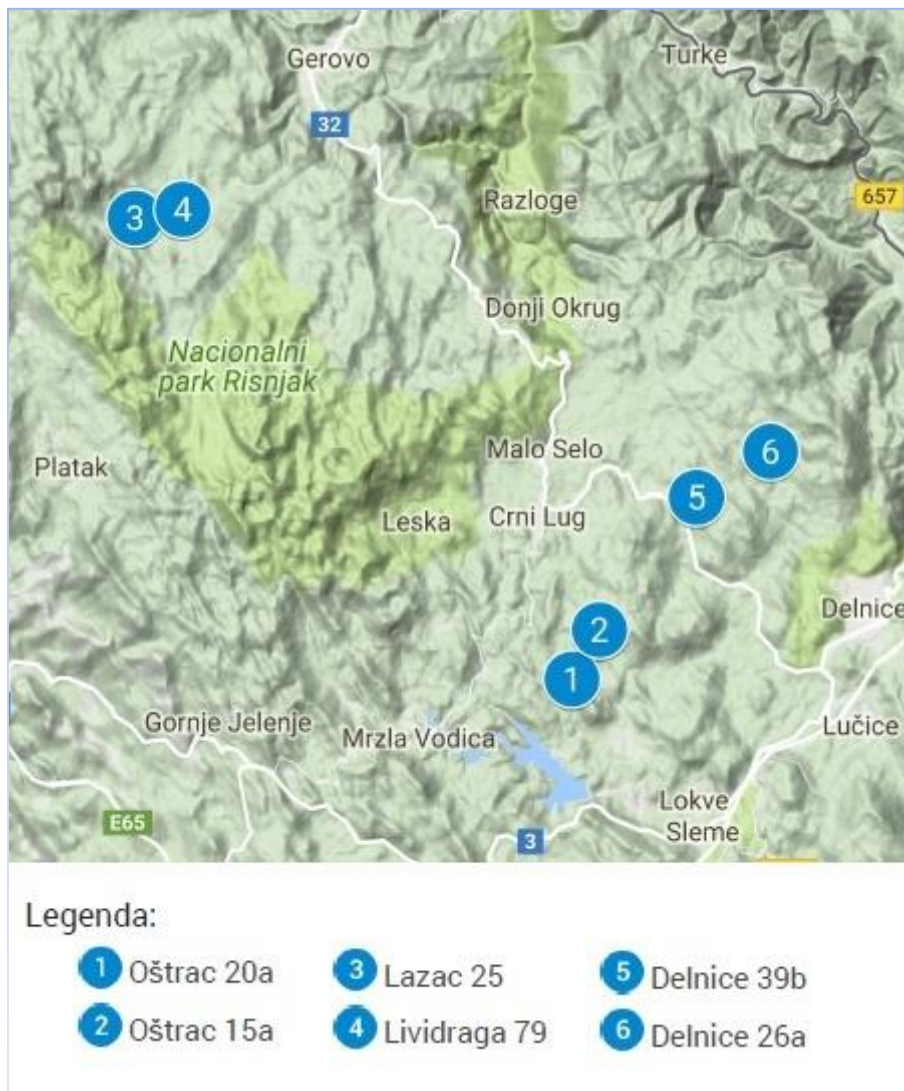 Gerovo
Turke
32
657
3
4
Razloge
Donji Okrug
Nacionalni
park Risnjak
Malo Selo
6
Platak
5
Leska
Crni Lug
Delnice
2
1
Gornje Jelenje
Mrzla Vodica
Lučice
Lokve
Sleme
E65
3
Legenda:
1 Oštrac 20a
3 Lazac 25
5 Delnice 39b
2 Oštrac 15a
4 Lividraga 79
6 Delnice 26a